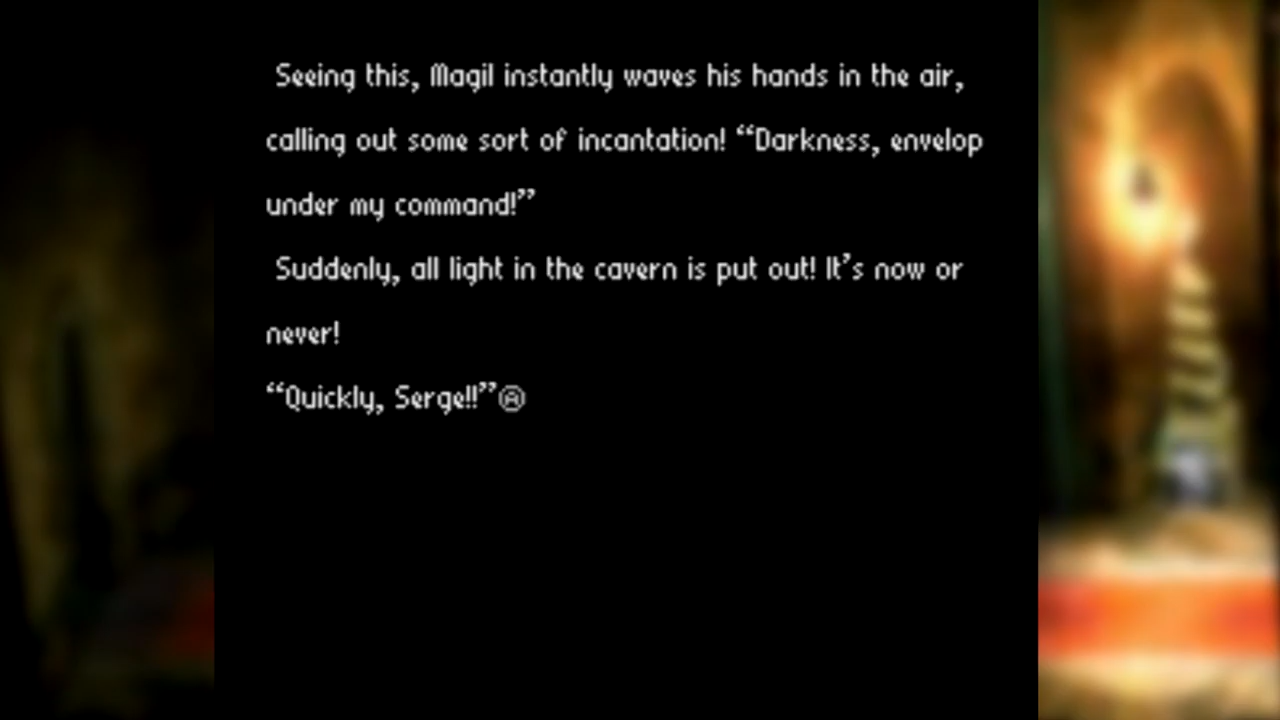 Seeing this, Magil instantly waves his hands in the air,
calling out some sort of incantation! “Darkness, envelop
under my command!”
Suddenly, all light in the cavern is put out! It’s now or
never!
“Quickly, Serge!!”Ⓐ